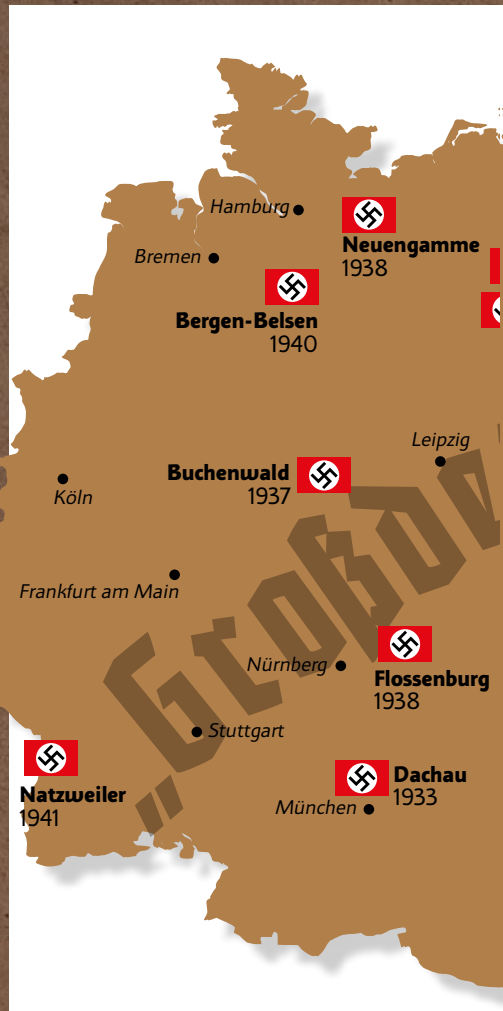 Hamburg
Neuengamme
1938
Bremen
Bergen-Belsen
1940
Leipzig
Buchenwald
1937
Köln
Frankfurt am Main
„Großd
Nürnberg
Flossenburg
1938
Stuttgart
Natzweiler
1941
Dachau
1933
München